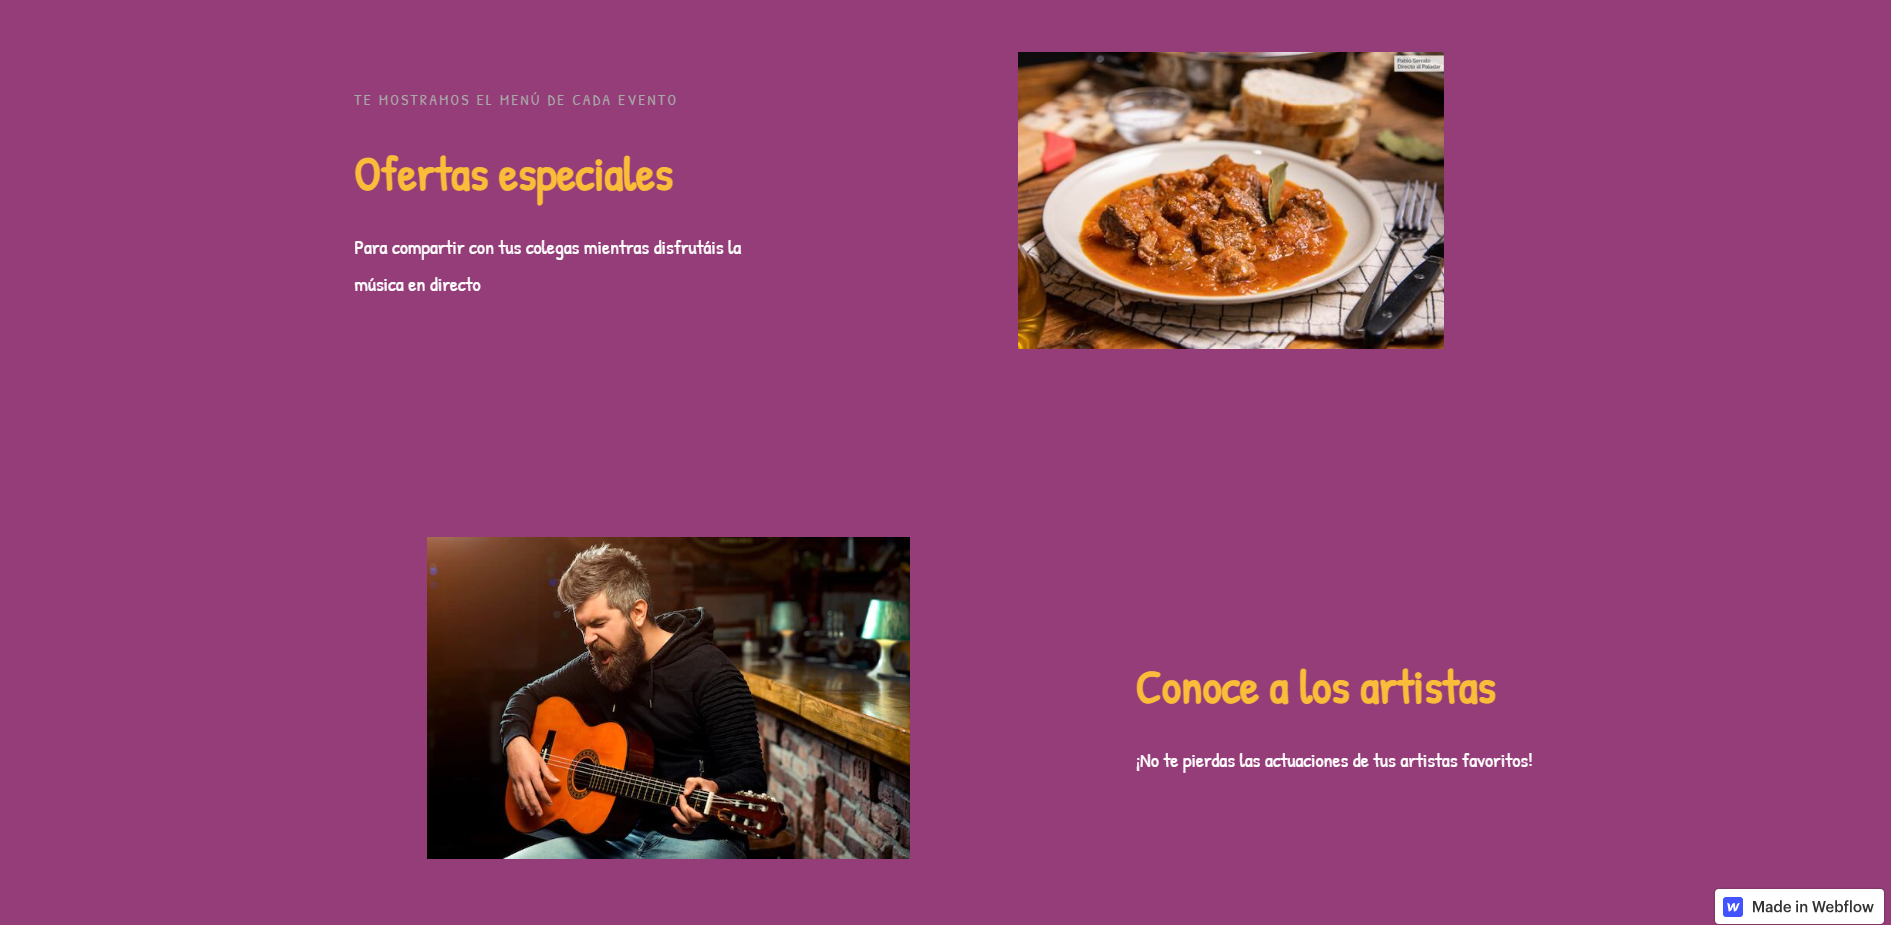 TE MOSTRAMOS EL MENÚ DE CADA EVENTO
Ofertas especiales
Para compartir con tus colegas mientras disfrutáis la
música en directo
Directo al Paladar
Conoce a los artistas
¡No te pierdas las actuaciones de tus artistas favoritos!
Made in Webflow